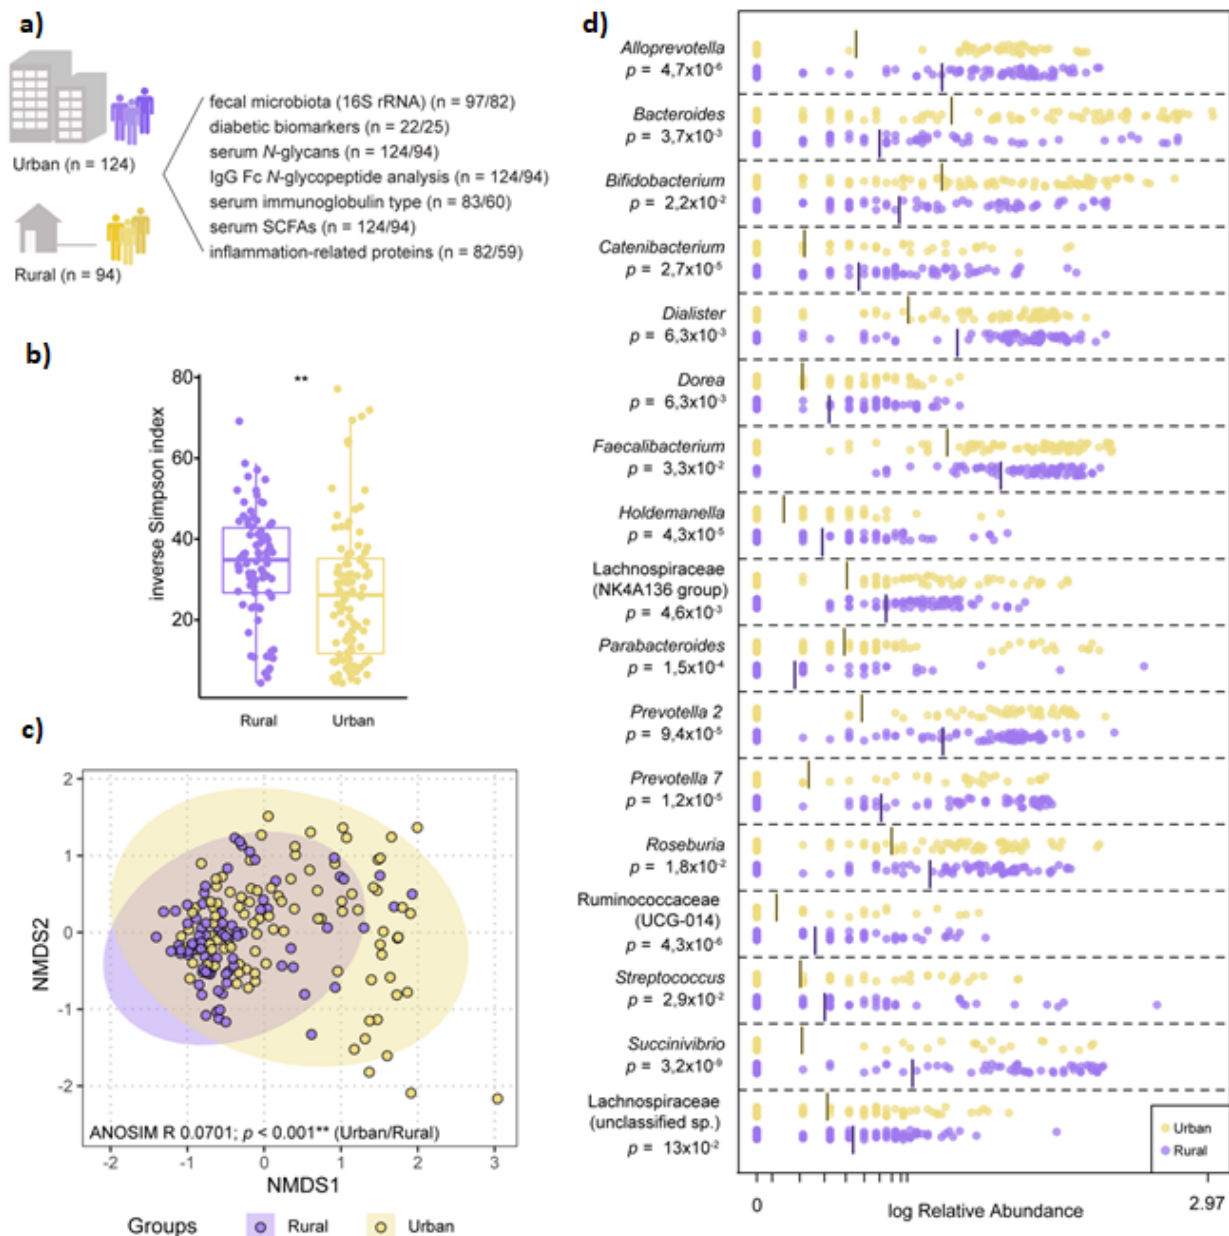 a)
Urban (n = 124)
Rural (n = 94)
fecal microbiota (16S rRNA) (n = 97/82)
diabetic biomarkers (n = 22/25)
serum N-glycans (n = 124/94)
IgG Fc N-glycopeptide analysis (n = 124/94)
serum immunoglobulin type (n = 83/60)
serum SCFAs (n = 124/94)
inflammation-related proteins (n = 82/59)
b)
**
inverse Simpson index
80
60
40
20
Rural
Urban
c)
NMDS2
2
1
0
-1
-2
ANOSIM R 0.0701; p < 0.001** (Urban/Rural)
-2
-1
0
1
2
3
NMDS1
Groups
Rural
Urban
d)
Alloprevotella
p = 4,7x10⁻⁶
Bacteroides
p = 3,7x10⁻³
Bifidobacterium
p = 2,2x10⁻²
Catenibacterium
p = 2,7x10⁻⁵
Dialister
p = 6,3x10⁻³
Dorea
p = 6,3x10⁻³
Faecalibacterium
p = 3,3x10⁻²
Holdemanella
p = 4,3x10⁻⁵
Lachnospiraceae
(NK4A136 group)
p = 4,6x10⁻³
Parabacteroides
p = 1,5x10⁻⁴
Prevotella 2
p = 9,4x10⁻⁵
Prevotella 7
p = 1,2x10⁻⁵
Roseburia
p = 1,8x10⁻²
Ruminococcaceae
(UCG-014)
p = 4,3x10⁻⁶
Streptococcus
p = 2,9x10⁻²
Succinivibrio
p = 3,2x10⁻⁹
Lachnospiraceae
(unclassified sp.)
p = 13x10⁻²
Urban
Rural
0
log Relative Abundance
2.97